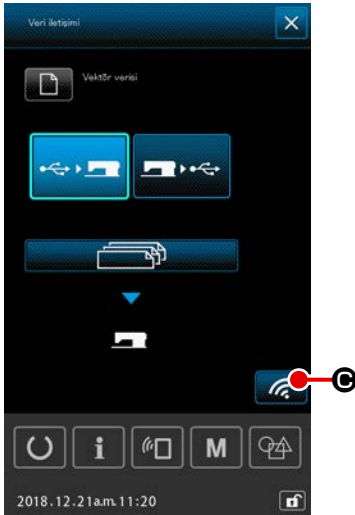 Veri iletişimi
Vektör verisi
C
i
M
2018.12.21a.m.11:20